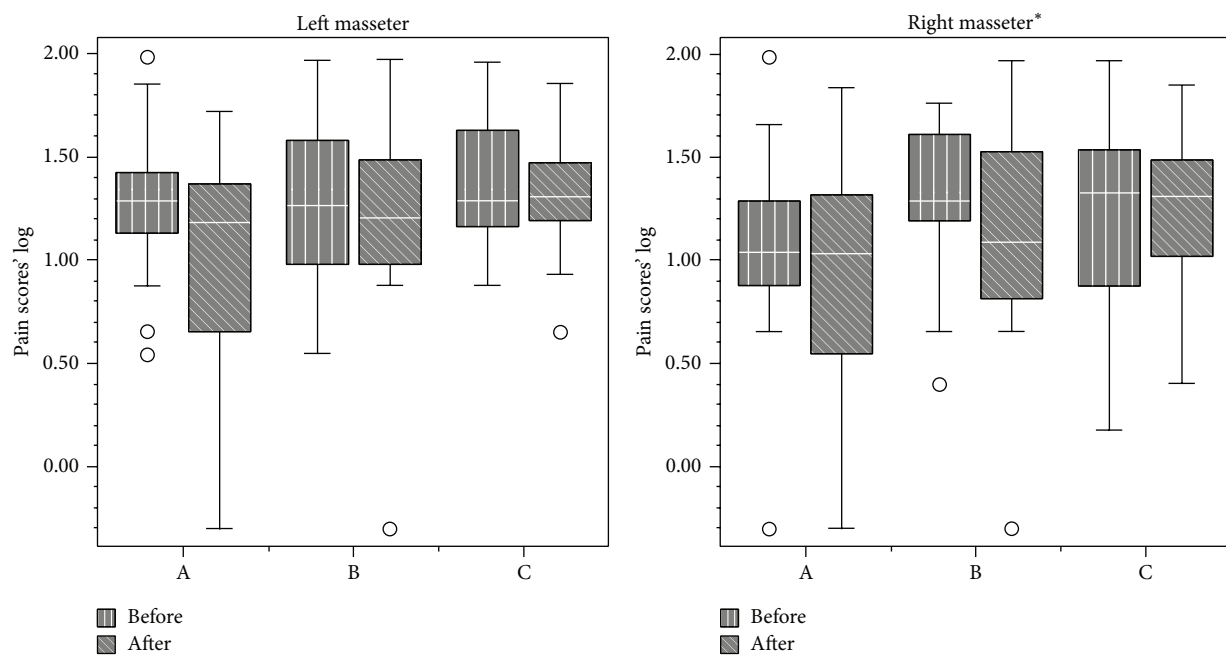 Left masseter
Pain scores' log
2.00
1.50
1.00
0.50
0.00
A B C
Before
After
Right masseter*
Pain scores' log
2.00
1.50
1.00
0.50
0.00
A B C
Before
After